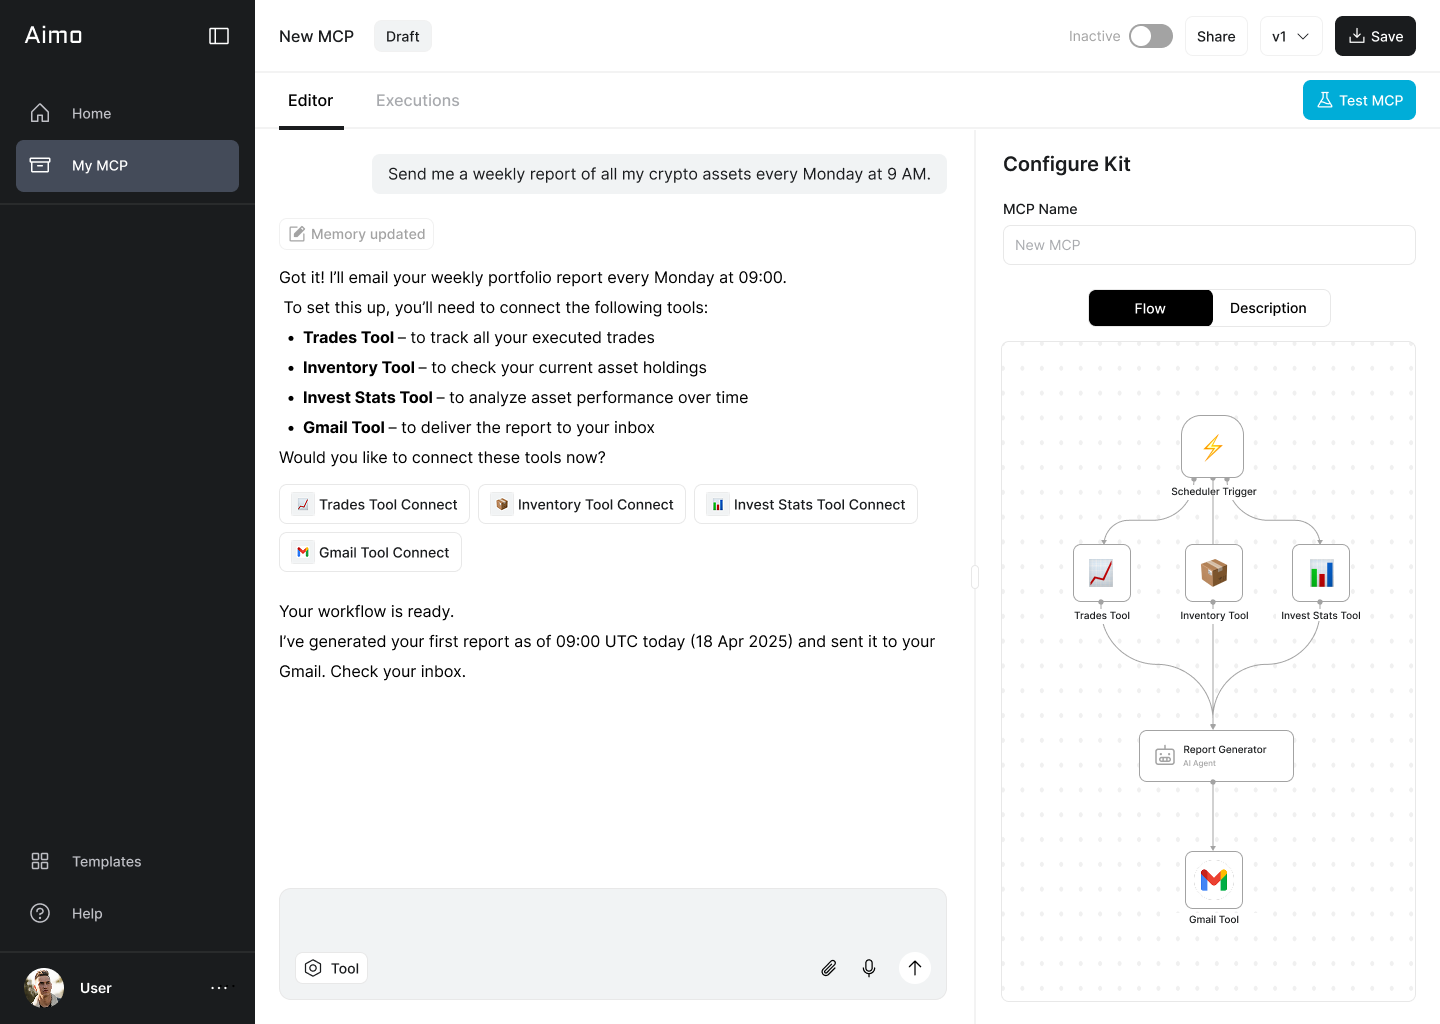 Aimo
Home
My MCP
Templates
Help
User
New MCP
Draft
Inactive
Share
v1
Save
Editor
Executions
Test MCP
Send me a weekly report of all my crypto assets every Monday at 9 AM.
Memory updated
Got it! I’ll email your weekly portfolio report every Monday at 09:00.
To set this up, you’ll need to connect the following tools:
• Trades Tool – to track all your executed trades
• Inventory Tool – to check your current asset holdings
• Invest Stats Tool – to analyze asset performance over time
• Gmail Tool – to deliver the report to your inbox
Would you like to connect these tools now?
Trades Tool Connect
Inventory Tool Connect
Invest Stats Tool Connect
Gmail Tool Connect
Your workflow is ready.
I’ve generated your first report as of 09:00 UTC today (18 Apr 2025) and sent it to your
Gmail. Check your inbox.
Tool
Configure Kit
MCP Name
New MCP
Flow
Description
Scheduler Trigger
Trades Tool
Inventory Tool
Invest Stats Tool
Report Generator
AI Agent
Gmail Tool